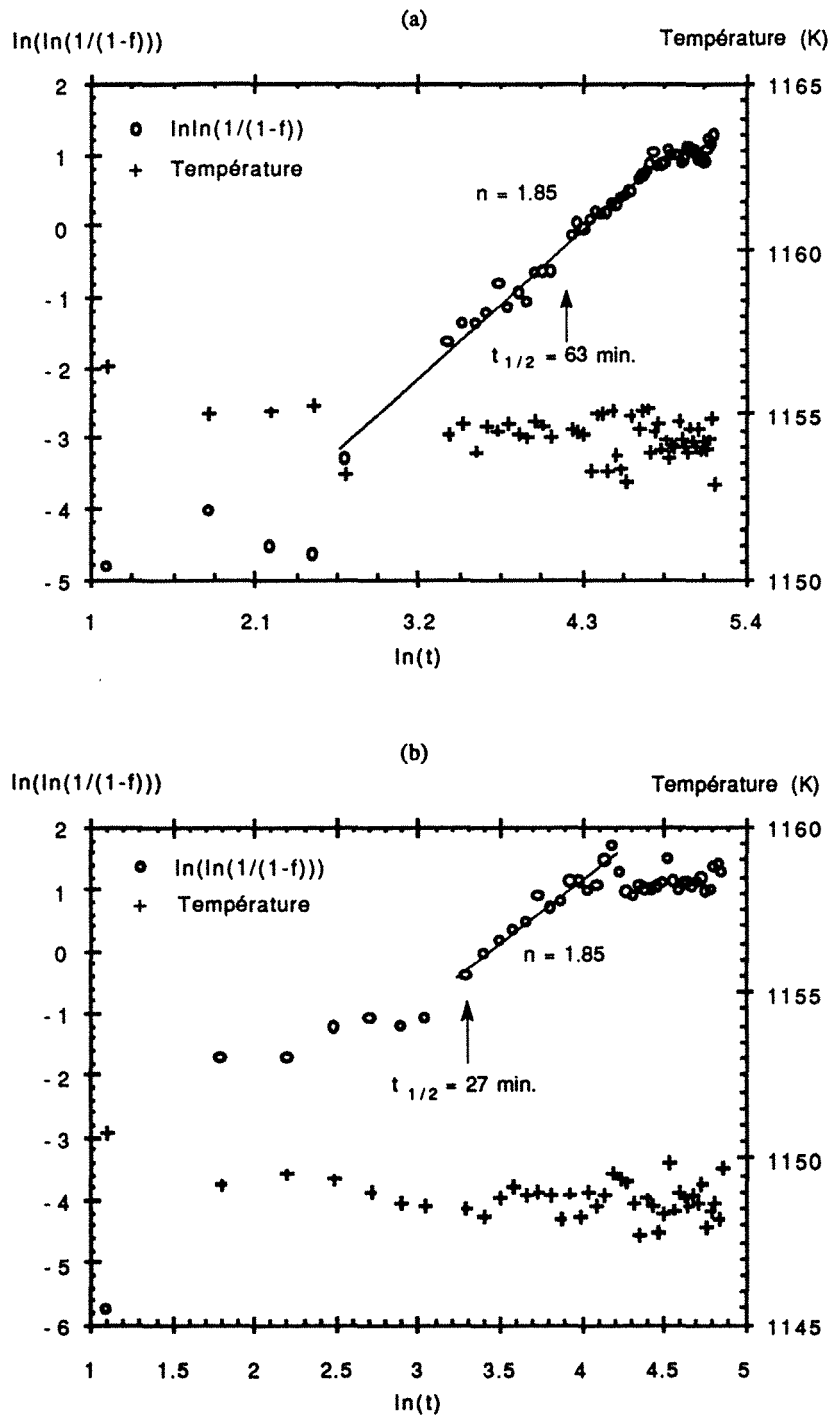 (a)
ln(ln(1/(1-f))) Température (K)
2 1165
1
0
1160
- 1
- 2
1155
- 3
- 4
- 5 1150
o lnln(1/(1-f))
+ Température
n = 1.85
t 1/2 = 63 min.
1 2.1 3.2 4.3 5.4
ln(t)
(b)
ln(ln(1/(1-f))) Température (K)
2 1160
1
0
1155
- 1
- 2
- 3
1150
- 4
- 5
- 6 1145
o ln(ln(1/(1-f)))
+ Température
n = 1.85
t 1/2 = 27 min.
1 1.5 2 2.5 3 3.5 4 4.5 5
ln(t)